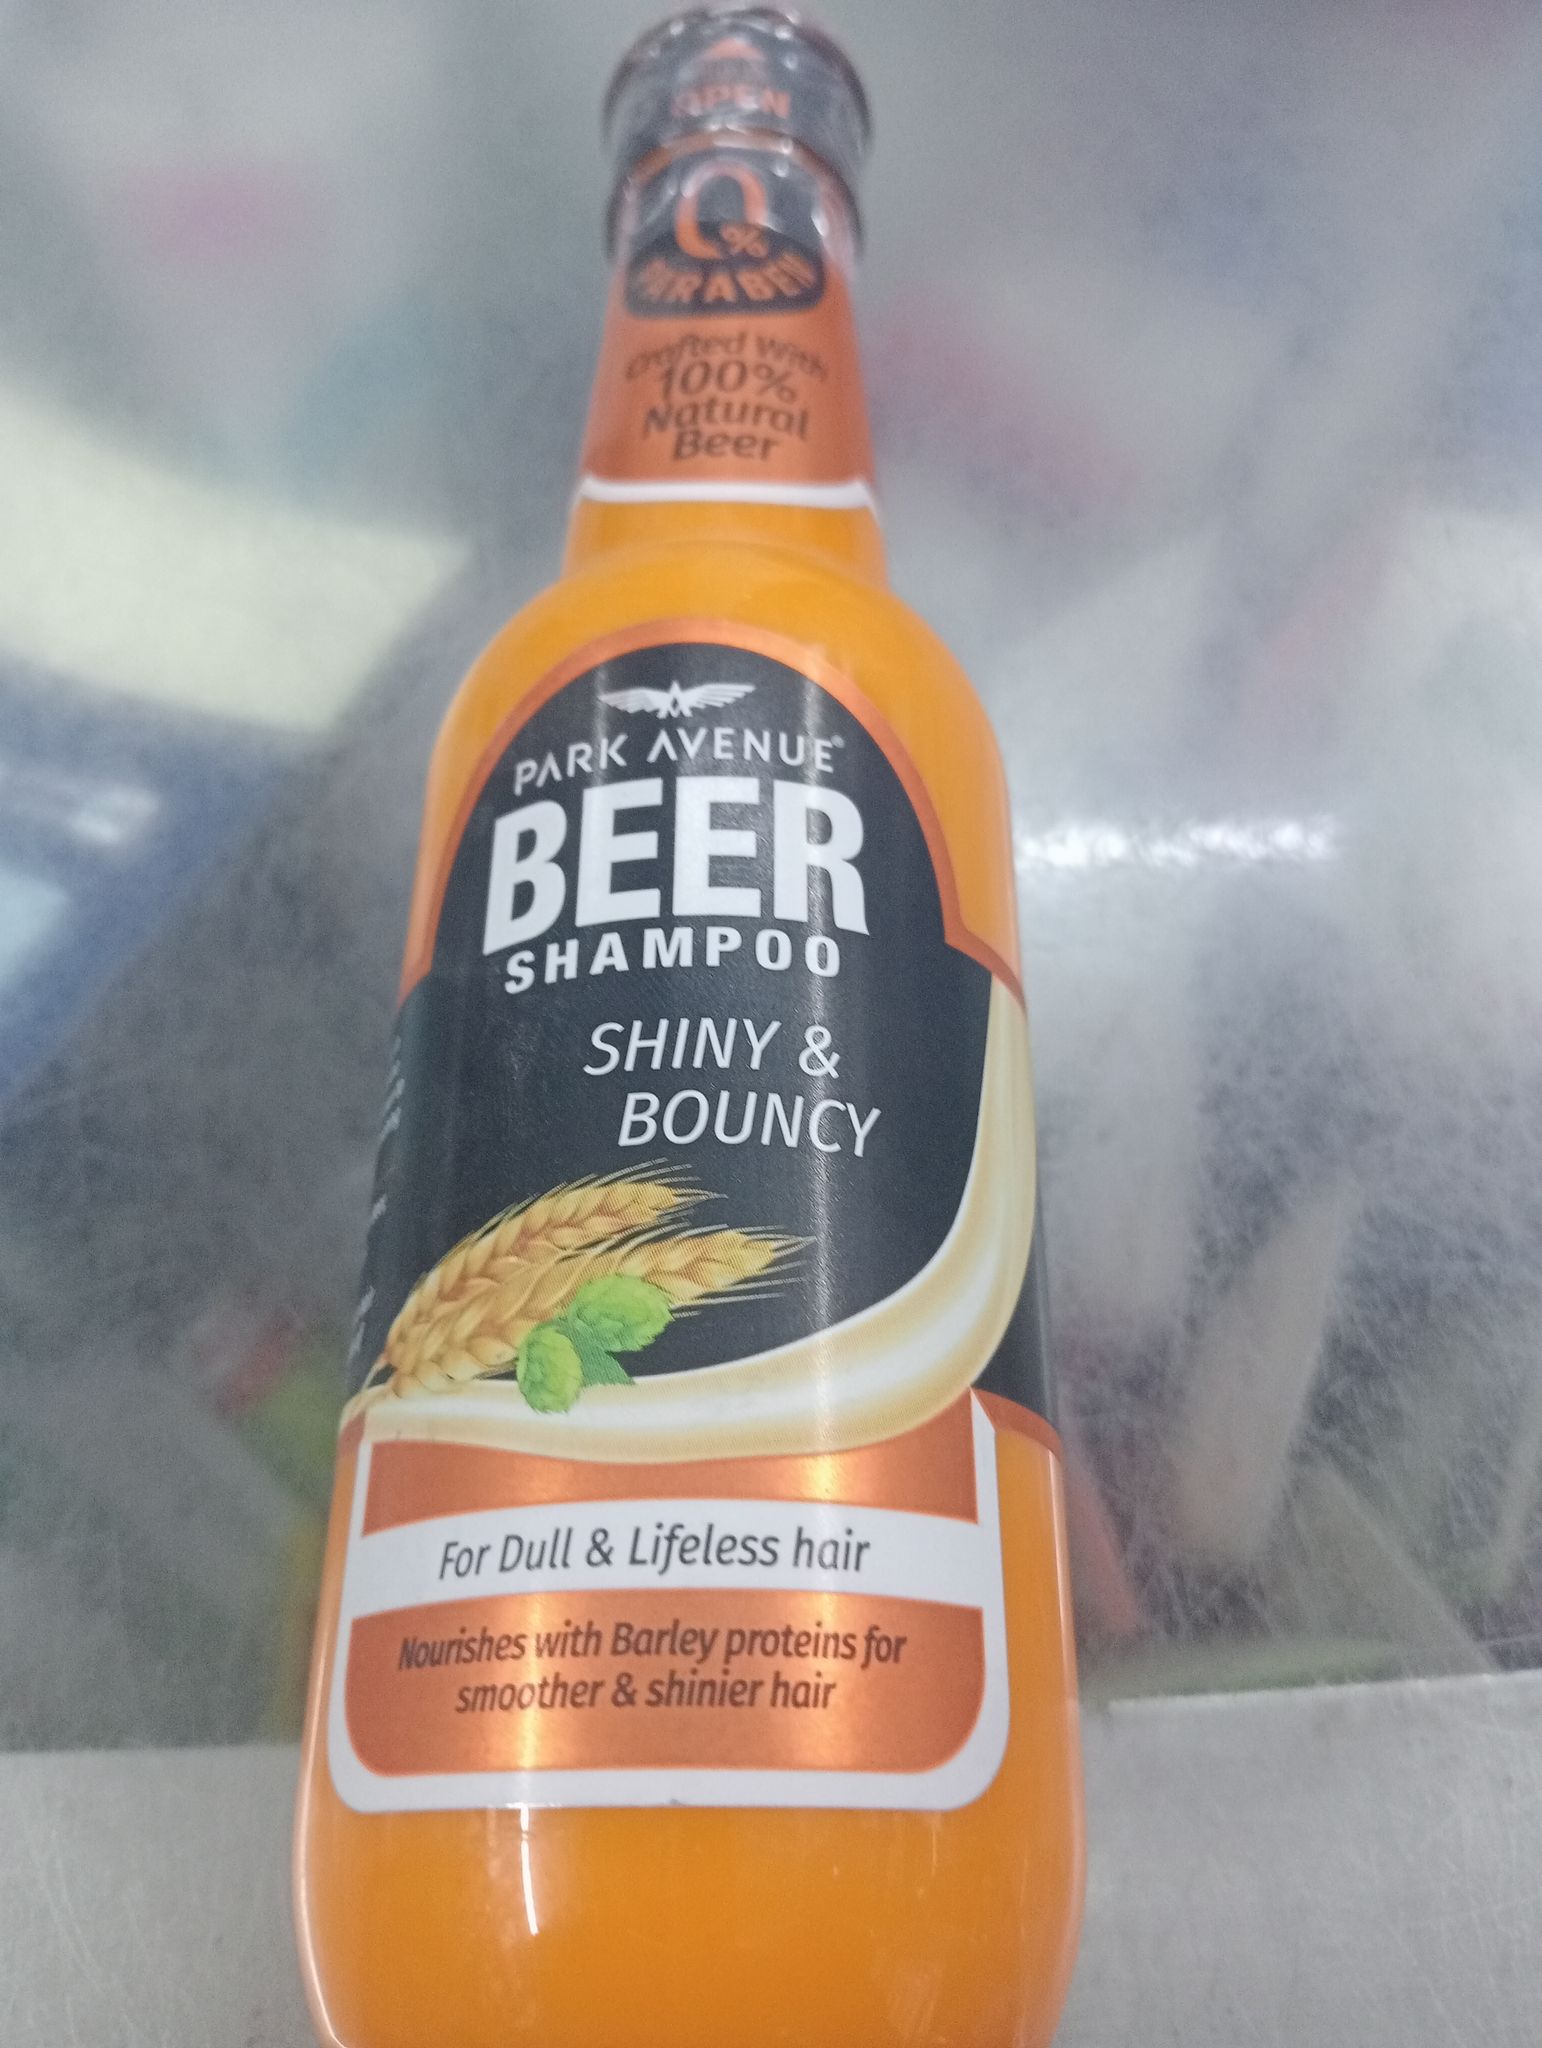 OPEN
0%
PARABEN
Crafted With
100%
Natural
Beer
PARK AVENUE®
BEER
SHAMPOO
SHINY &
BOUNCY
For Dull & Lifeless hair
Nourishes with Barley proteins for
smoother & shinier hair